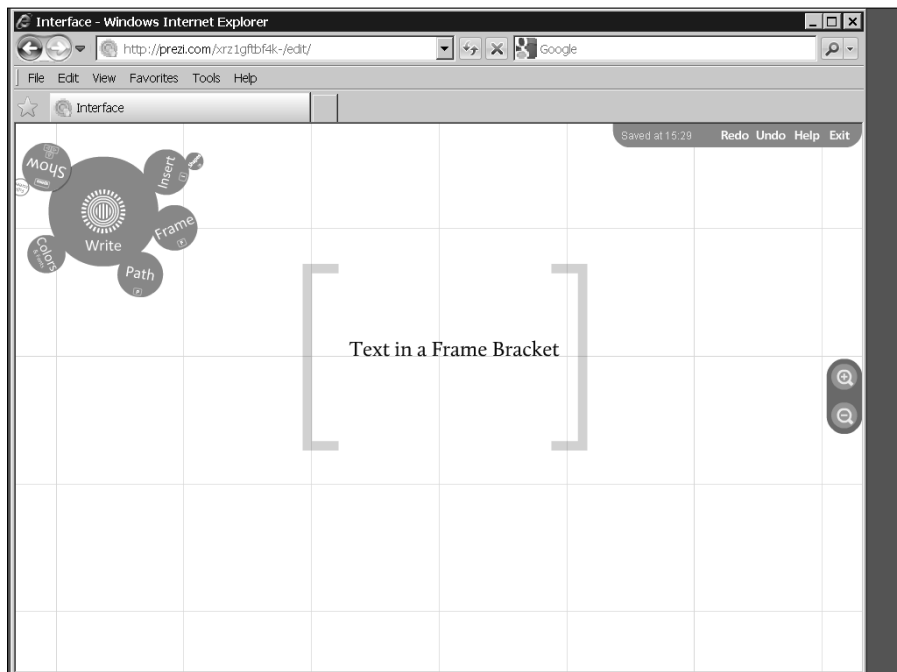 Interface - Windows Internet Explorer
http://prezi.com/xrz1gftbf4k-/edit/
Google
File Edit View Favorites Tools Help
Interface
Saved at 15:29 Redo Undo Help Exit
Show
Insert
Frame
Write
Colors
Path
Text in a Frame Bracket